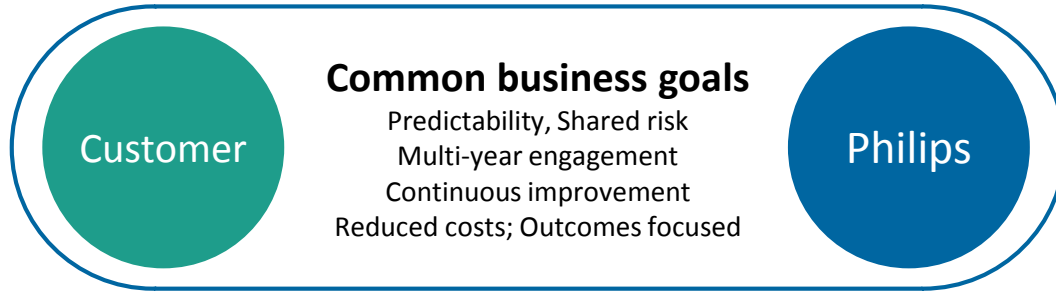 Customer
Common business goals
Predictability, Shared risk
Multi-year engagement
Continuous improvement
Reduced costs; Outcomes focused
Philips